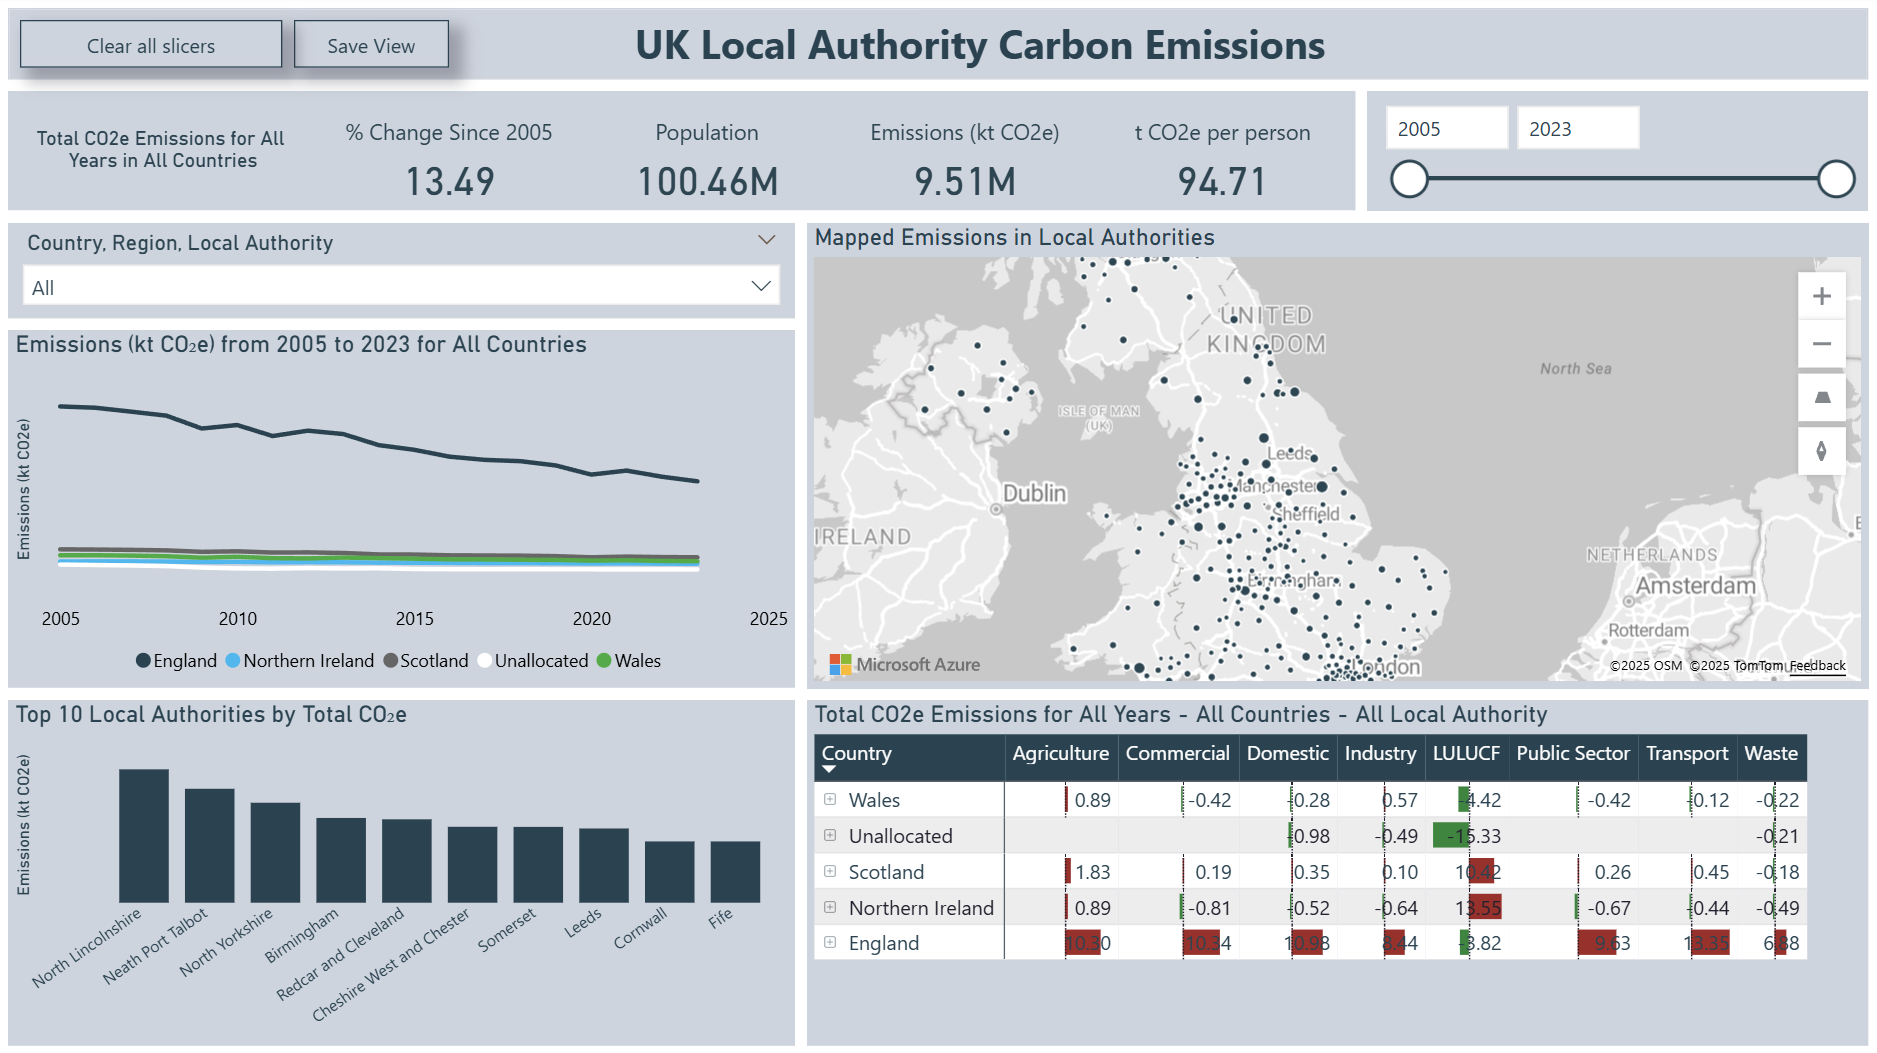 Clear all slicers
Save View
UK Local Authority Carbon Emissions
Total CO2e Emissions for All
Years in All Countries
% Change Since 2005
13.49
Population
100.46M
Emissions (kt CO2e)
9.51M
t CO2e per person
94.71
2005
2023
Country, Region, Local Authority
All
Emissions (kt CO₂e) from 2005 to 2023 for All Countries
Emissions (kt CO2e)
2005 2010 2015 2020 2025
England Northern Ireland Scotland Unallocated Wales
Mapped Emissions in Local Authorities
UNITED
KINGDOM
North Sea
ISLE OF MAN
(UK)
Leeds
Dublin
Manchester
Sheffield
IRELAND
NETHERLANDS
Birmingham
Amsterdam
Rotterdam
London
Microsoft Azure
©2025 OSM ©2025 TomTom Feedback
Top 10 Local Authorities by Total CO₂e
Emissions (kt CO2e)
North Lincolnshire
Neath Port Talbot
North Yorkshire
Birmingham
Redcar and Cleveland
Cheshire West and Chester
Somerset
Leeds
Cornwall
Fife
Total CO2e Emissions for All Years - All Countries - All Local Authority
Country Agriculture Commercial Domestic Industry LULUCF Public Sector Transport Waste
Wales 0.89 -0.42 -0.28 0.57 -4.42 -0.42 -0.12 -0.22
Unallocated -0.98 -0.49 -15.33 -0.21
Scotland 1.83 0.19 0.35 0.10 10.42 0.26 0.45 -0.18
Northern Ireland 0.89 -0.81 -0.52 -0.64 13.55 -0.67 -0.44 -0.49
England 10.30 10.34 10.98 8.44 -3.82 9.63 13.35 6.88